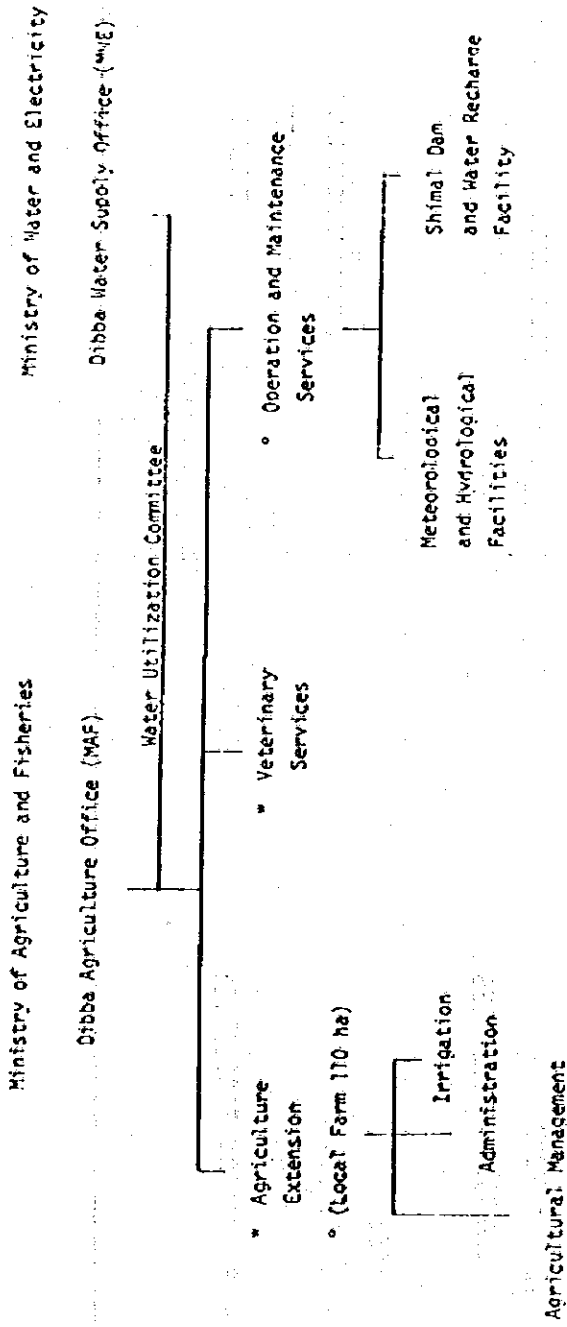 Ministry of Agriculture and Fisheries
Ministry of Water and Electricity
Dibba Agriculture Office (MAF)
Dibba Water Supoly Office (MWE)
Water Utilization Committee
* Agriculture
Extension
° (Local Farm 110 ha)
* Veterinary
Services
° Operation and Maintenance
Services
Irrigation
Administration
Agricultural Management
Meteorological
and Hydrological
Facilities
Shimal Dam
and Water Recharge
Facility